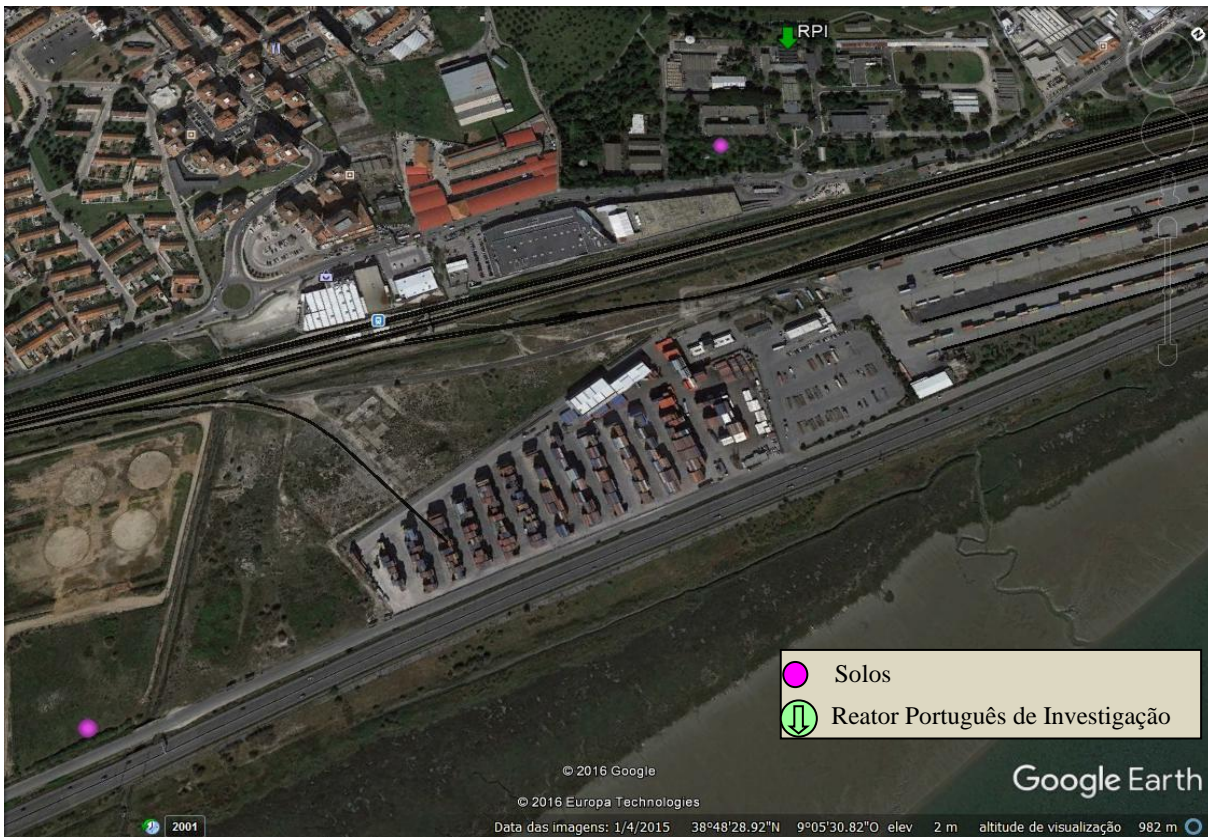 RPI
Solos
Reator Português de Investigação
© 2016 Google
Google Earth
© 2016 Europa Technologies
2001
Data das imagens: 1/4/2015 38°48'28.92"N 9°05'30.82"O elev 2 m altitude de visualização 982 m